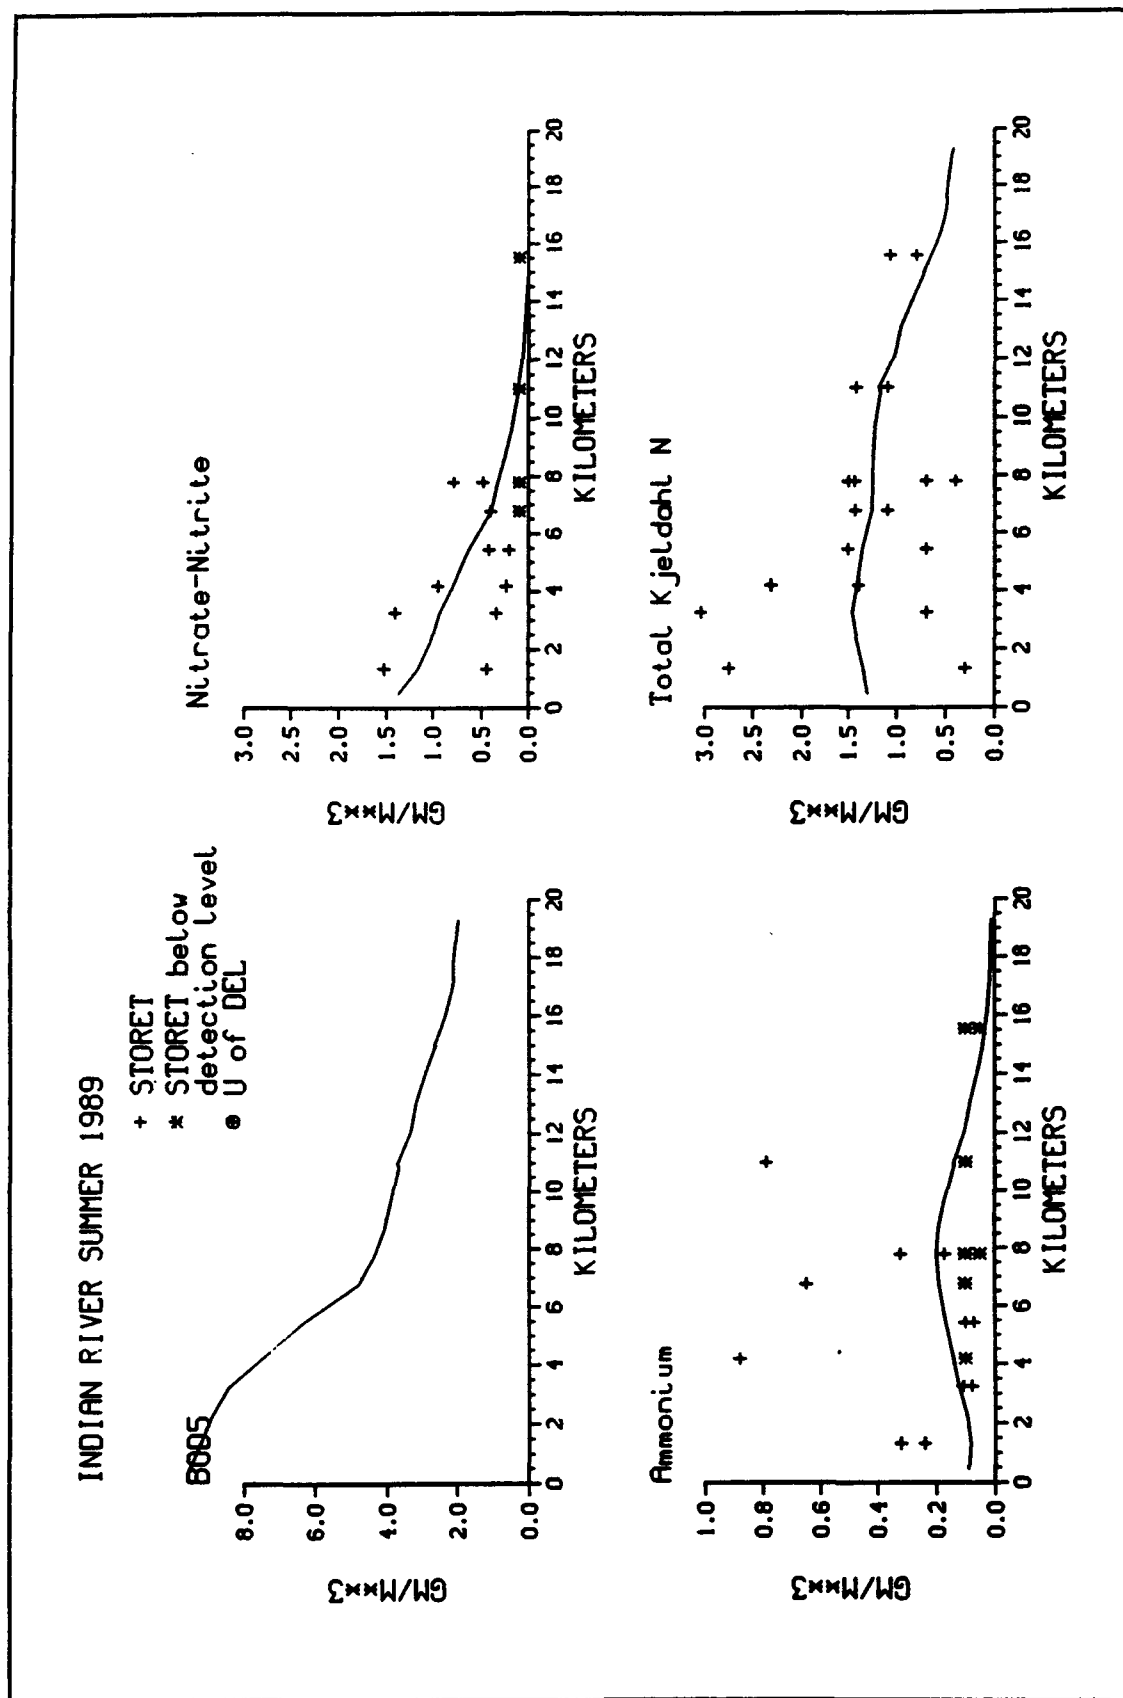 INDIAN RIVER SUMMER 1989
+ STORET
* STORET below
detection level
⊕ U of DEL
BOD5
8.0
6.0
4.0
2.0
0.0
GM/M**3
0 2 4 6 8 10 12 14 16 18 20
KILOMETERS
Nitrate-Nitrite
3.0
2.5
2.0
1.5
1.0
0.5
0.0
GM/M**3
0 2 4 6 8 10 12 14 16 18 20
KILOMETERS
Ammonium
1.0
0.8
0.6
0.4
0.2
0.0
GM/M**3
0 2 4 6 8 10 12 14 16 18 20
KILOMETERS
Total Kjeldahl N
3.0
2.5
2.0
1.5
1.0
0.5
0.0
GM/M**3
0 2 4 6 8 10 12 14 16 18 20
KILOMETERS